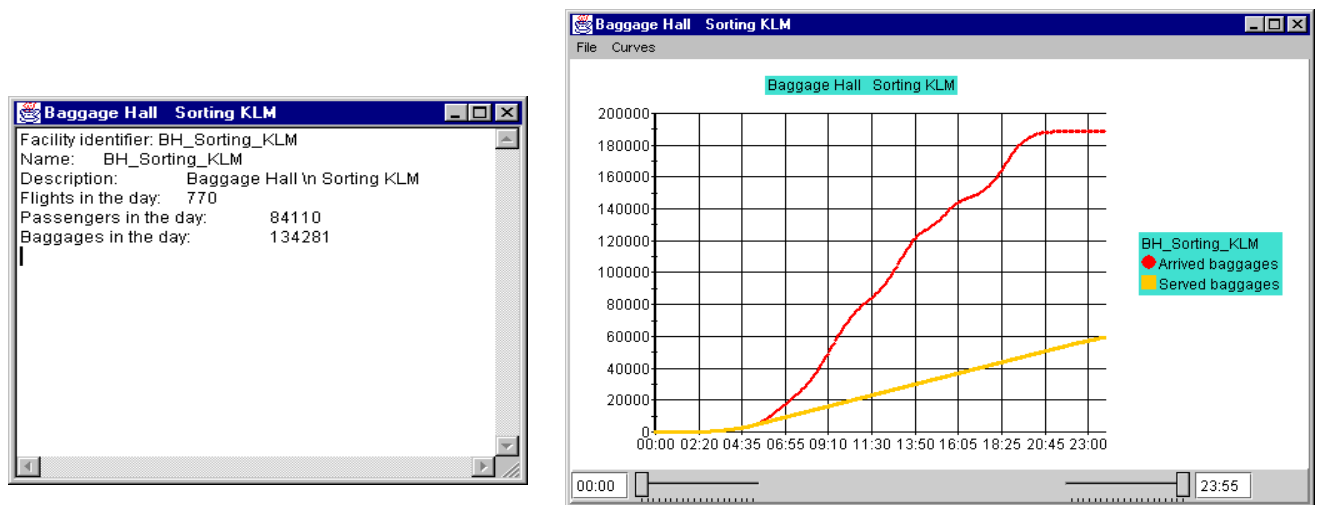 Baggage Hall   Sorting KLM
Facility identifier: BH_Sorting_KLM
Name: BH_Sorting_KLM
Description: Baggage Hall \n Sorting KLM
Flights in the day: 770
Passengers in the day: 84110
Baggages in the day: 134281
Baggage Hall   Sorting KLM
File Curves
Baggage Hall   Sorting KLM
200000
180000
160000
140000
120000
100000
80000
60000
40000
20000
0
00:00 02:20 04:35 06:55 09:10 11:30 13:50 16:05 18:25 20:45 23:00
BH_Sorting_KLM
Arrived baggages
Served baggages
00:00
23:55